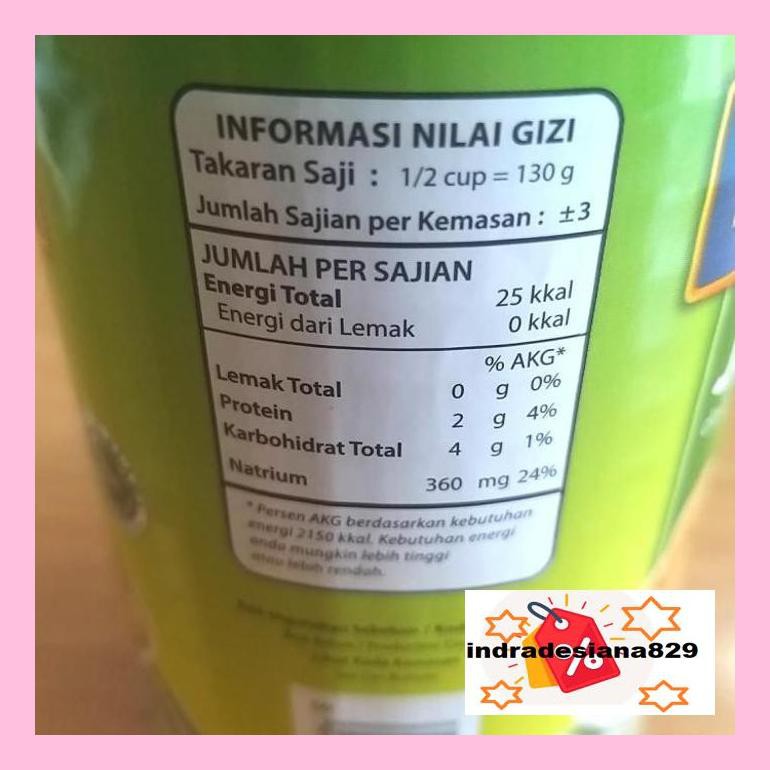 INFORMASI NILAI GIZI
Takaran Saji : 1/2 cup = 130 g
Jumlah Sajian per Kemasan : ±3
JUMLAH PER SAJIAN
Energi Total 25 kkal
Energi dari Lemak 0 kkal
% AKG*
Lemak Total 0 g 0%
Protein 2 g 4%
Karbohidrat Total 4 g 1%
Natrium 360 mg 24%
* Persen AKG berdasarkan kebutuhan
energi 2150 kkal. Kebutuhan energi
anda mungkin lebih tinggi
atau lebih rendah.
indradesiana829
%